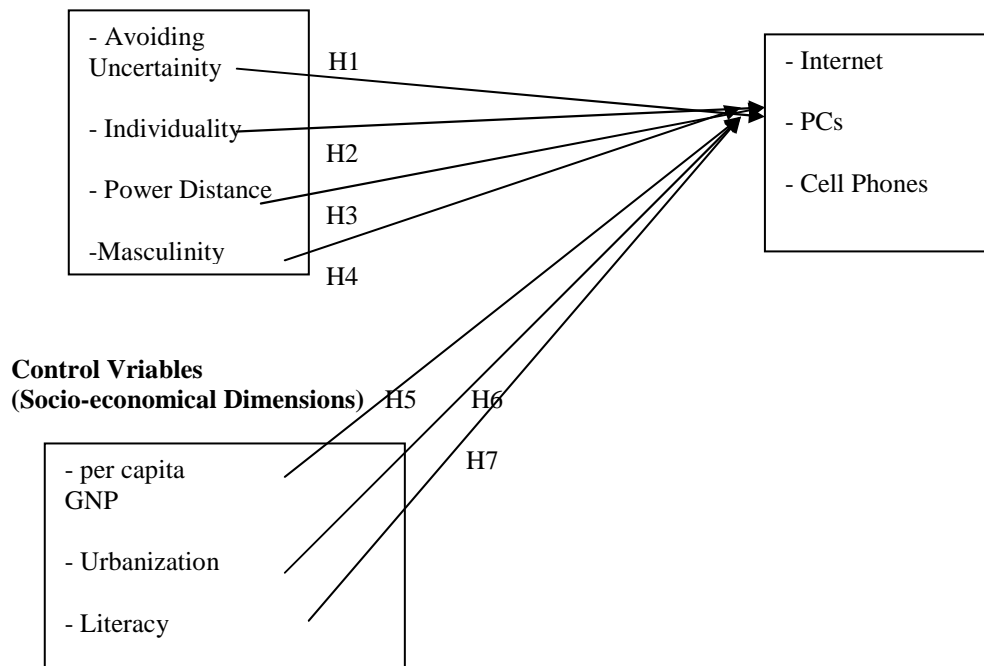 - Avoiding
Uncertainity
- Individuality
- Power Distance
-Masculinity
H1
H2
H3
H4
- Internet
- PCs
- Cell Phones
Control Vriables
(Socio-economical Dimensions)
H5
H6
H7
- per capita
GNP
- Urbanization
- Literacy